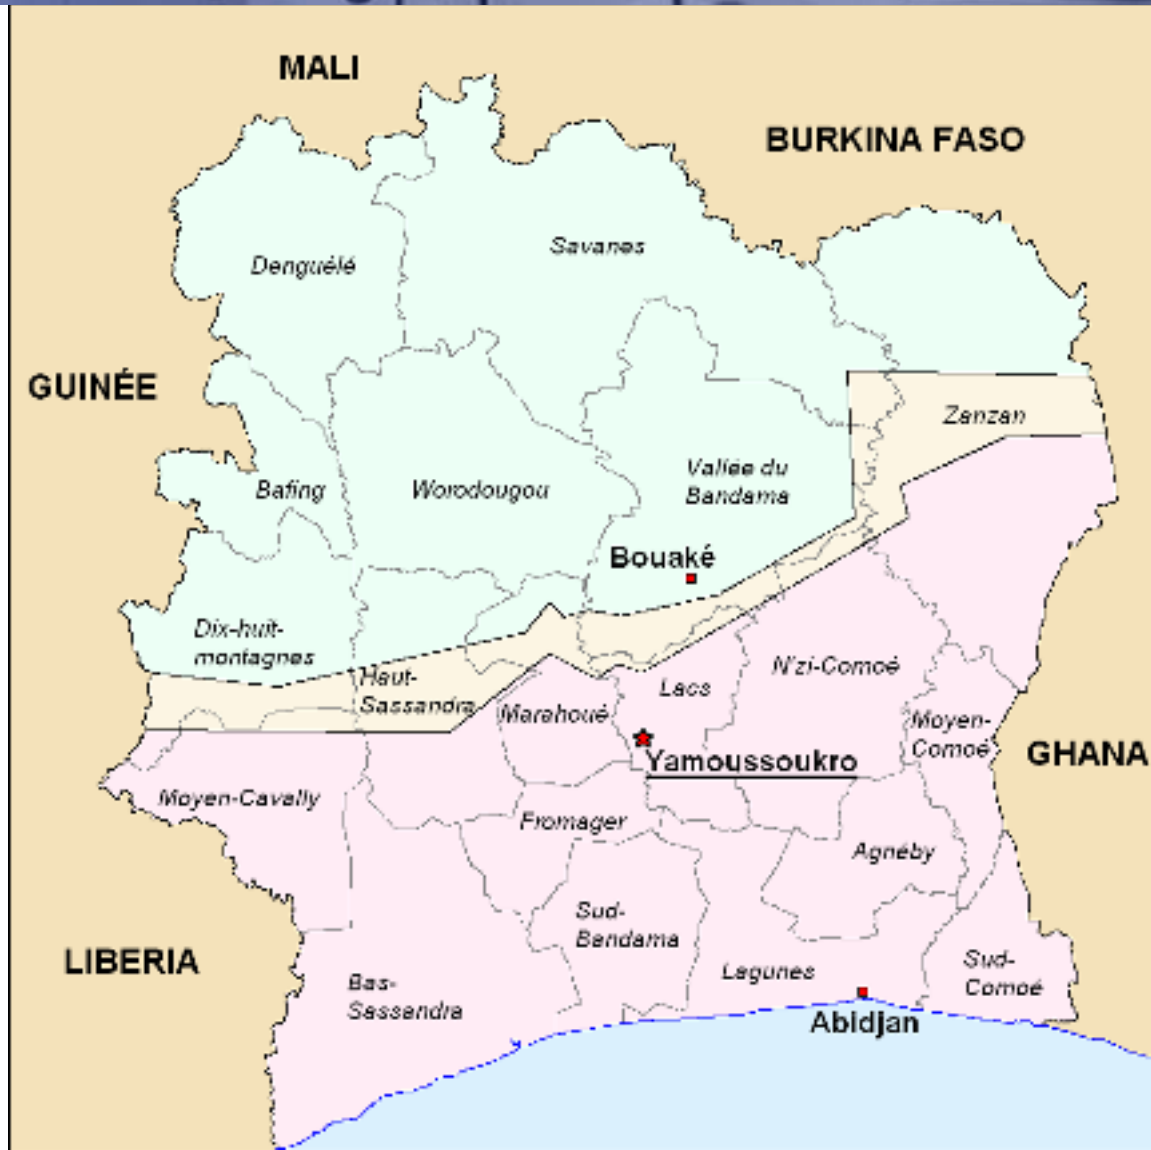 MALI
BURKINA FASO
Savanes
Denguélé
GUINÉE
Zanzan
Vallée du
Bandama
Bafing
Worodougou
Bouaké
Dix-huit-
montagnes
Haut-
Sassandra
N'zi-Comoé
Lacs
Marahoué
Moyen-
Comoé
GHANA
Yamoussoukro
Moyen-Cavally
Fromager
Agnéby
Sud-
Bandama
LIBERIA
Lagunes
Sud-
Comoé
Bas-
Sassandra
Abidjan